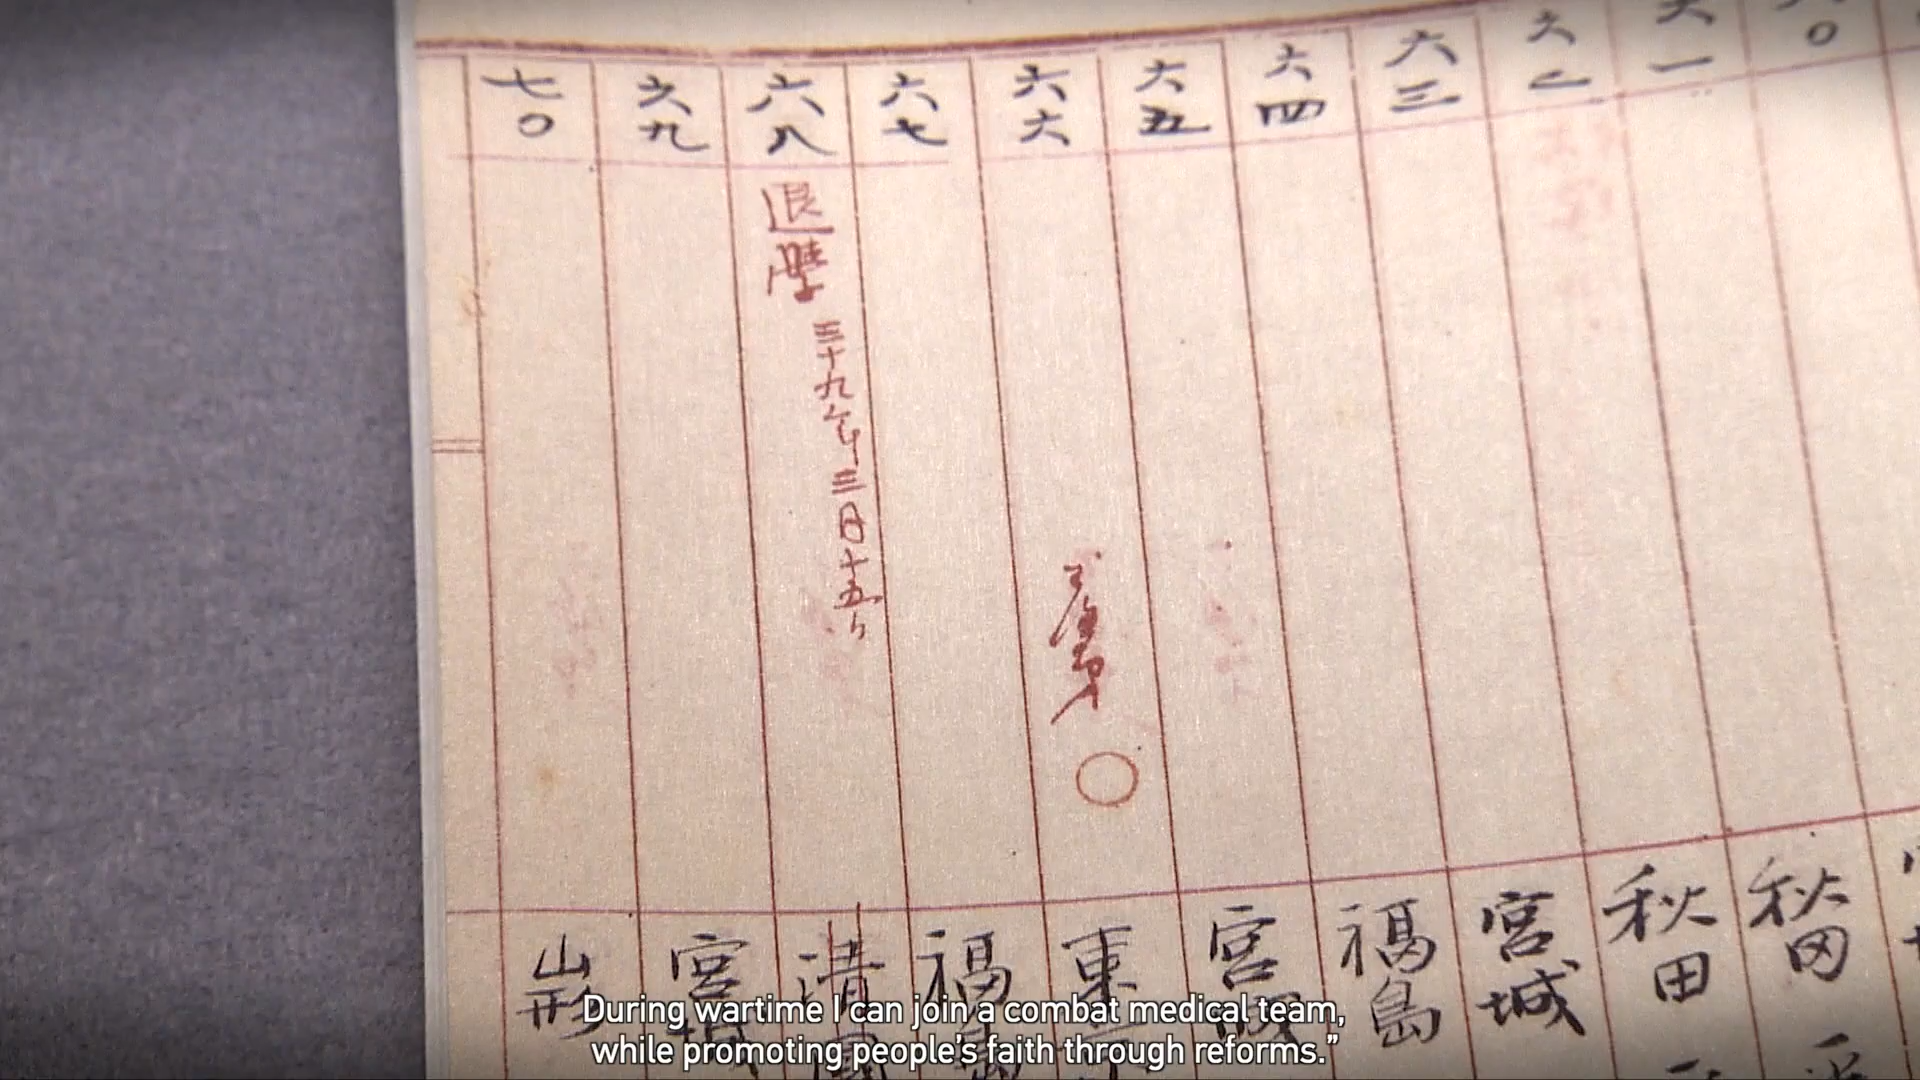 六一
六二
六三
六四
六五
六六
六七
六八
退學 三十九年三月十五日
六九
七〇
秋田
秋田
宮城
福島
宮城
東
福島
清國
宮城
山形
During wartime I can join a combat medical team,
while promoting people's faith through reforms."